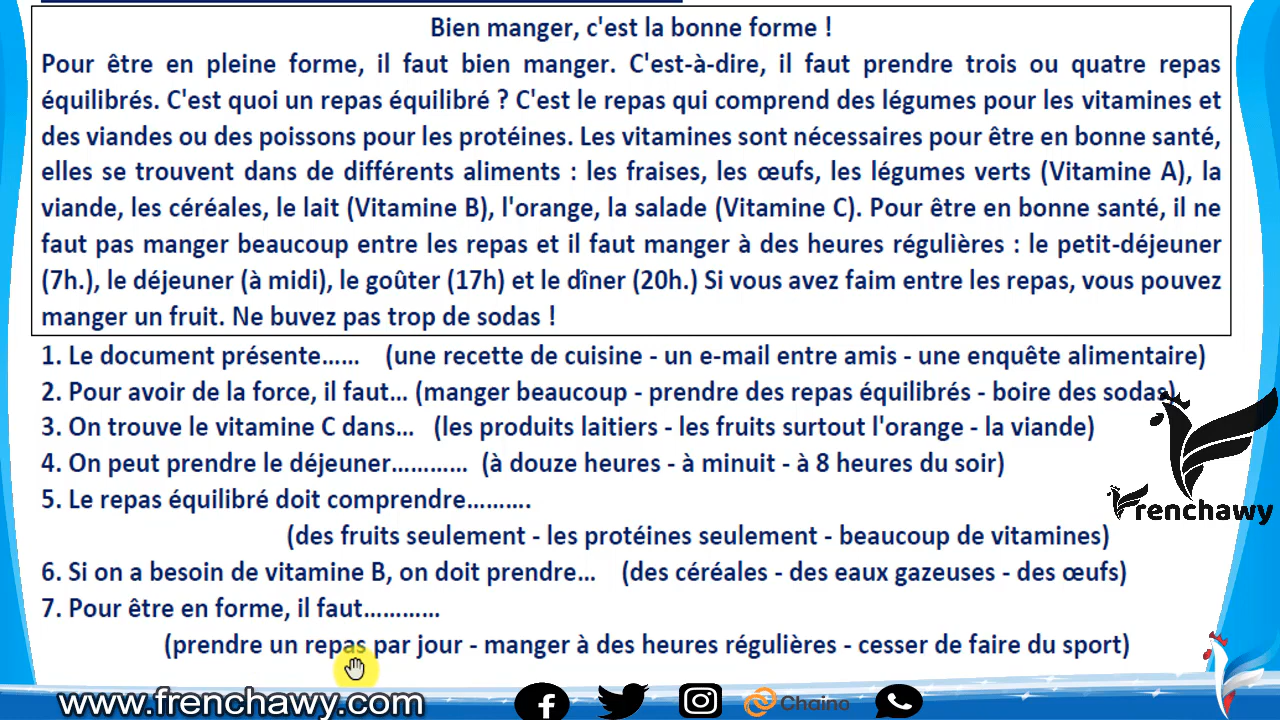 Bien manger, c'est la bonne forme !
Pour être en pleine forme, il faut bien manger. C'est-à-dire, il faut prendre trois ou quatre repas
équilibrés. C'est quoi un repas équilibré ? C'est le repas qui comprend des légumes pour les vitamines et
des viandes ou des poissons pour les protéines. Les vitamines sont nécessaires pour être en bonne santé,
elles se trouvent dans de différents aliments : les fraises, les œufs, les légumes verts (Vitamine A), la
viande, les céréales, le lait (Vitamine B), l'orange, la salade (Vitamine C). Pour être en bonne santé, il ne
faut pas manger beaucoup entre les repas et il faut manger à des heures régulières : le petit-déjeuner
(7h.), le déjeuner (à midi), le goûter (17h) et le dîner (20h.) Si vous avez faim entre les repas, vous pouvez
manger un fruit. Ne buvez pas trop de sodas !
1. Le document présente...... (une recette de cuisine - un e-mail entre amis - une enquête alimentaire)
2. Pour avoir de la force, il faut... (manger beaucoup - prendre des repas équilibrés - boire des sodas)
3. On trouve le vitamine C dans... (les produits laitiers - les fruits surtout l'orange - la viande)
4. On peut prendre le déjeuner............ (à douze heures - à minuit - à 8 heures du soir)
5. Le repas équilibré doit comprendre..........
(des fruits seulement - les protéines seulement - beaucoup de vitamines)
6. Si on a besoin de vitamine B, on doit prendre... (des céréales - des eaux gazeuses - des œufs)
7. Pour être en forme, il faut............
(prendre un repas par jour - manger à des heures régulières - cesser de faire du sport)
Frenchawy
www.frenchawy.com
Chaino